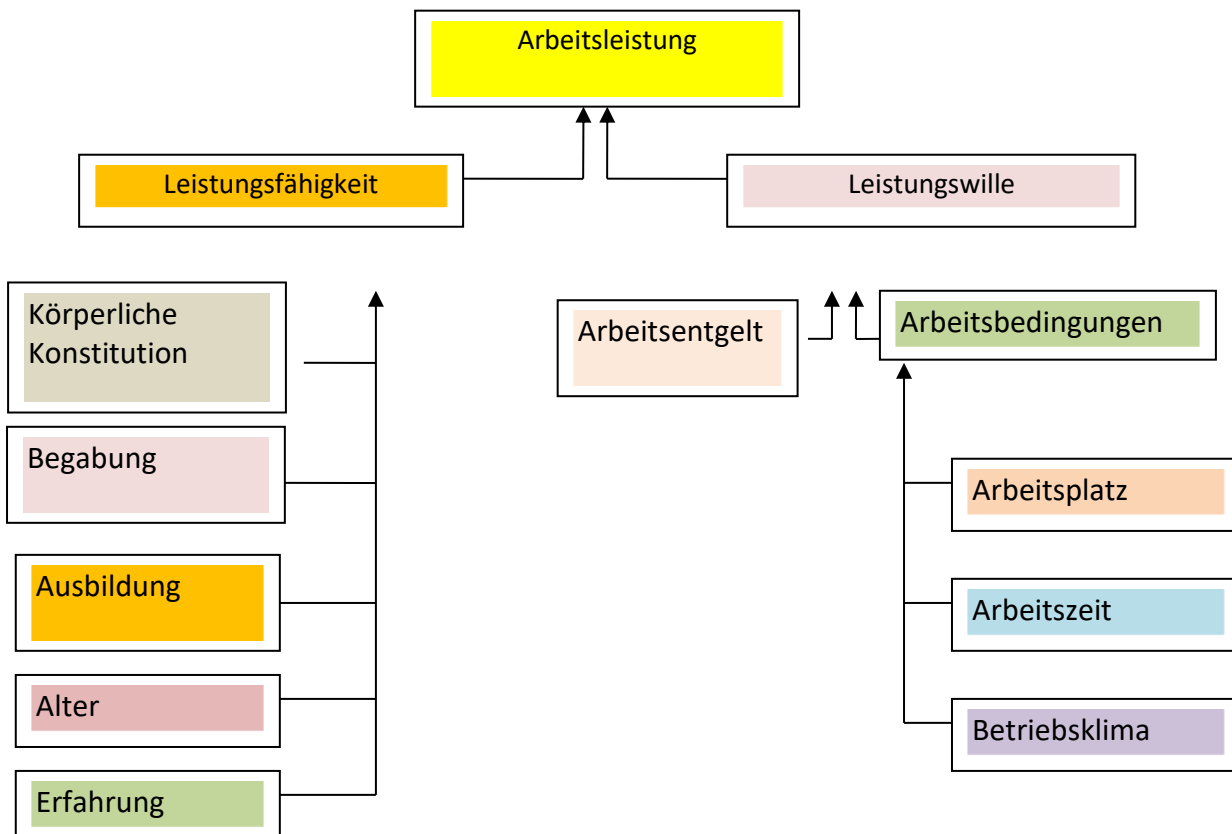 Arbeitsleistung
Leistungsfähigkeit
Leistungswille
Körperliche
Konstitution
Arbeitsentgelt
Arbeitsbedingungen
Begabung
Arbeitsplatz
Ausbildung
Arbeitszeit
Alter
Betriebsklima
Erfahrung